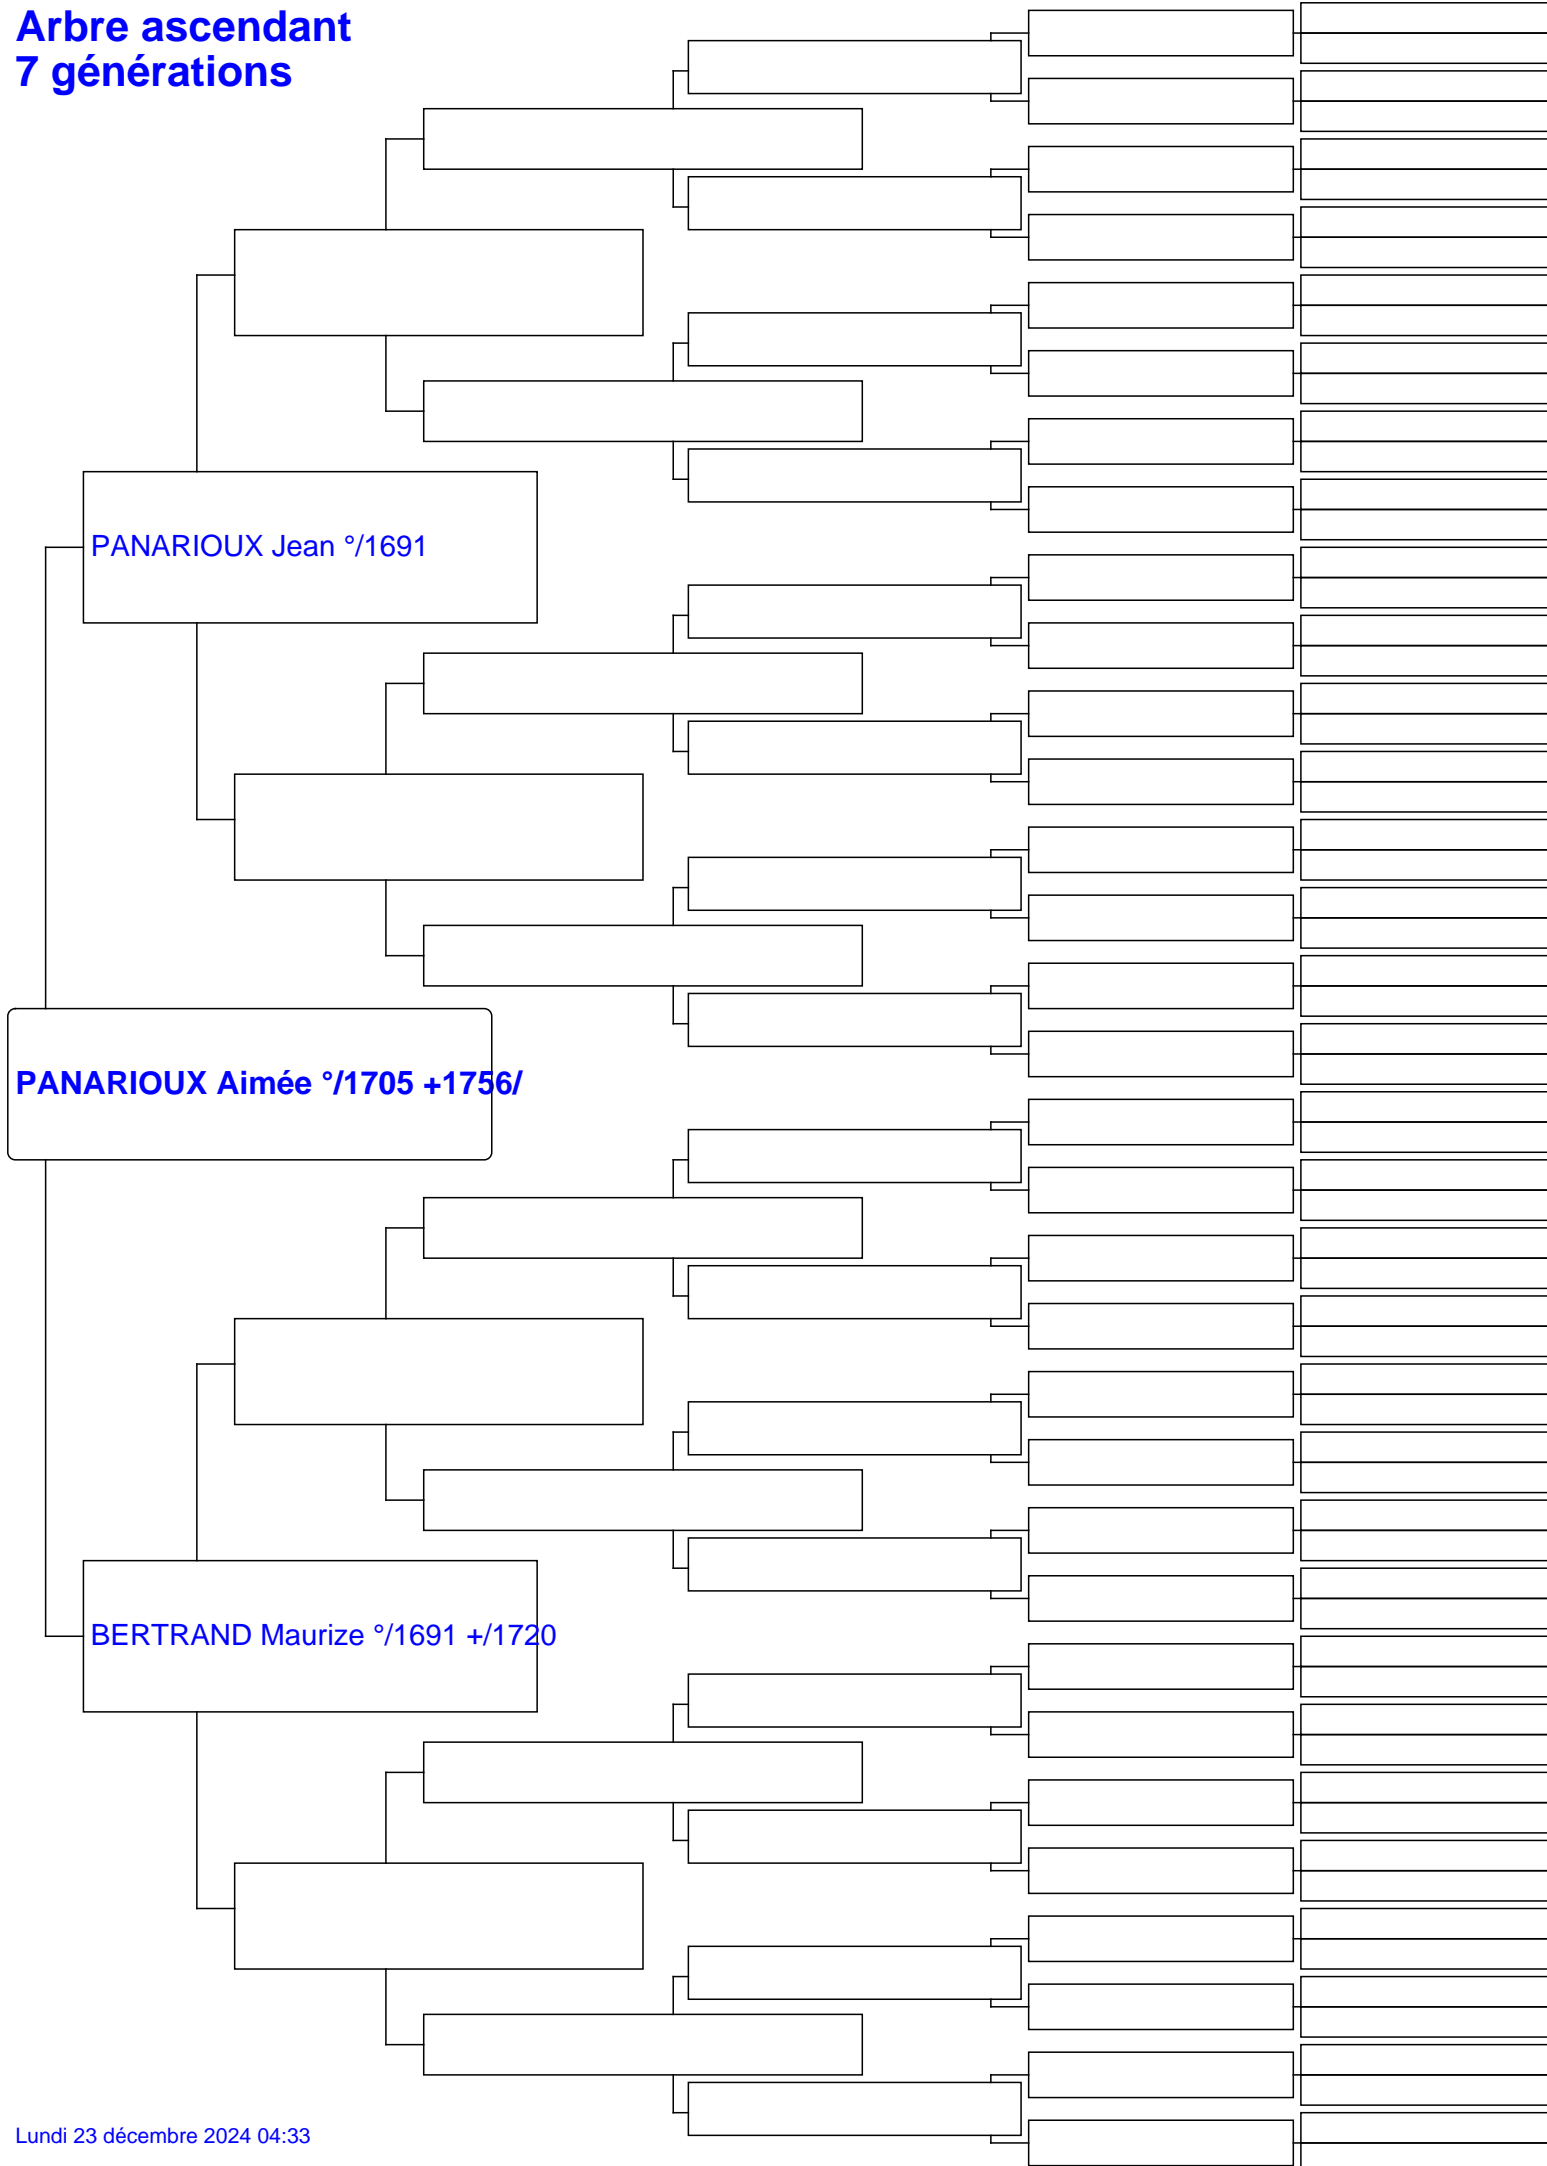 Arbre ascendant
7 générations
PANARIOUX Jean °/1691
PANARIOUX Aimée °/1705 +1756/
BERTRAND Maurize °/1691 +/1720
Lundi 23 décembre 2024 04:33